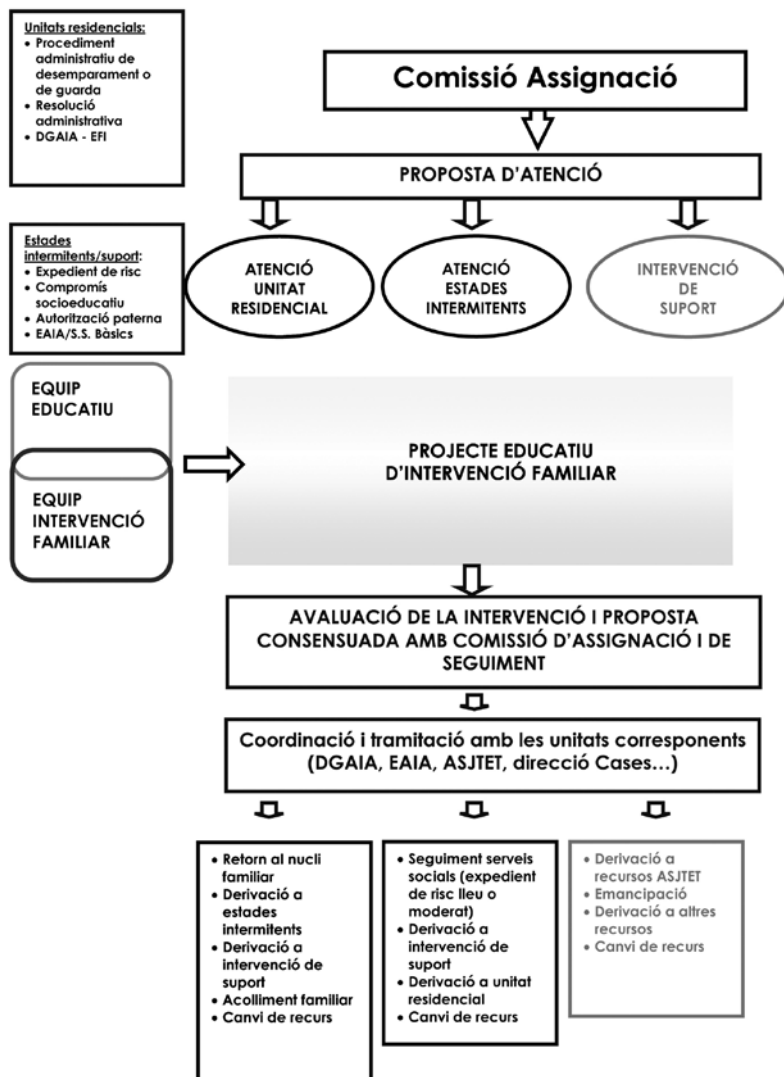 Unitats residencials:
• Procediment
administratiu de
desemparament o
de guarda
• Resolució
administrativa
• DGAIA - EFI
Comissió Assignació
PROPOSTA D'ATENCIÓ
Estades
intermitents/suport:
• Expedient de risc
• Compromís
socioeducatiu
• Autorització paterna
• EAIA/S.S. Bàsics
ATENCIÓ
UNITAT
RESIDENCIAL
ATENCIÓ
ESTADES
INTERMITENTS
INTERVENCIÓ
DE
SUPORT
EQUIP
EDUCATIU
EQUIP
INTERVENCIÓ
FAMILIAR
PROJECTE EDUCATIU
D'INTERVENCIÓ FAMILIAR
AVALUACIÓ DE LA INTERVENCIÓ I PROPOSTA
CONSENSUADA AMB COMISSIÓ D'ASSIGNACIÓ I DE
SEGUIMENT
Coordinació i tramitació amb les unitats corresponents
(DGAIA, EAIA, ASJTET, direcció Cases...)
• Retorn al nucli
familiar
• Derivació a
estades
intermitents
• Derivació a
intervenció de
suport
• Acolliment familiar
• Canvi de recurs
• Seguiment serveis
socials (expedient
de risc lleu o
moderat)
• Derivació a
intervenció de
suport
• Derivació a unitat
residencial
• Canvi de recurs
• Derivació a
recursos ASJTET
• Emancipació
• Derivació a altres
recursos
• Canvi de recurs